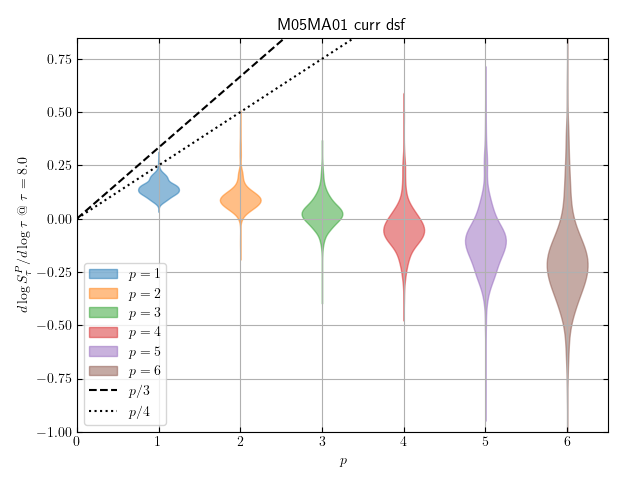 M05MA01 curr dsf
d log S_τ^P / d log τ @ τ = 8.0
0.75
0.50
0.25
0.00
−0.25
−0.50
−0.75
−1.00
p = 1
p = 2
p = 3
p = 4
p = 5
p = 6
p/3
p/4
0 1 2 3 4 5 6
p